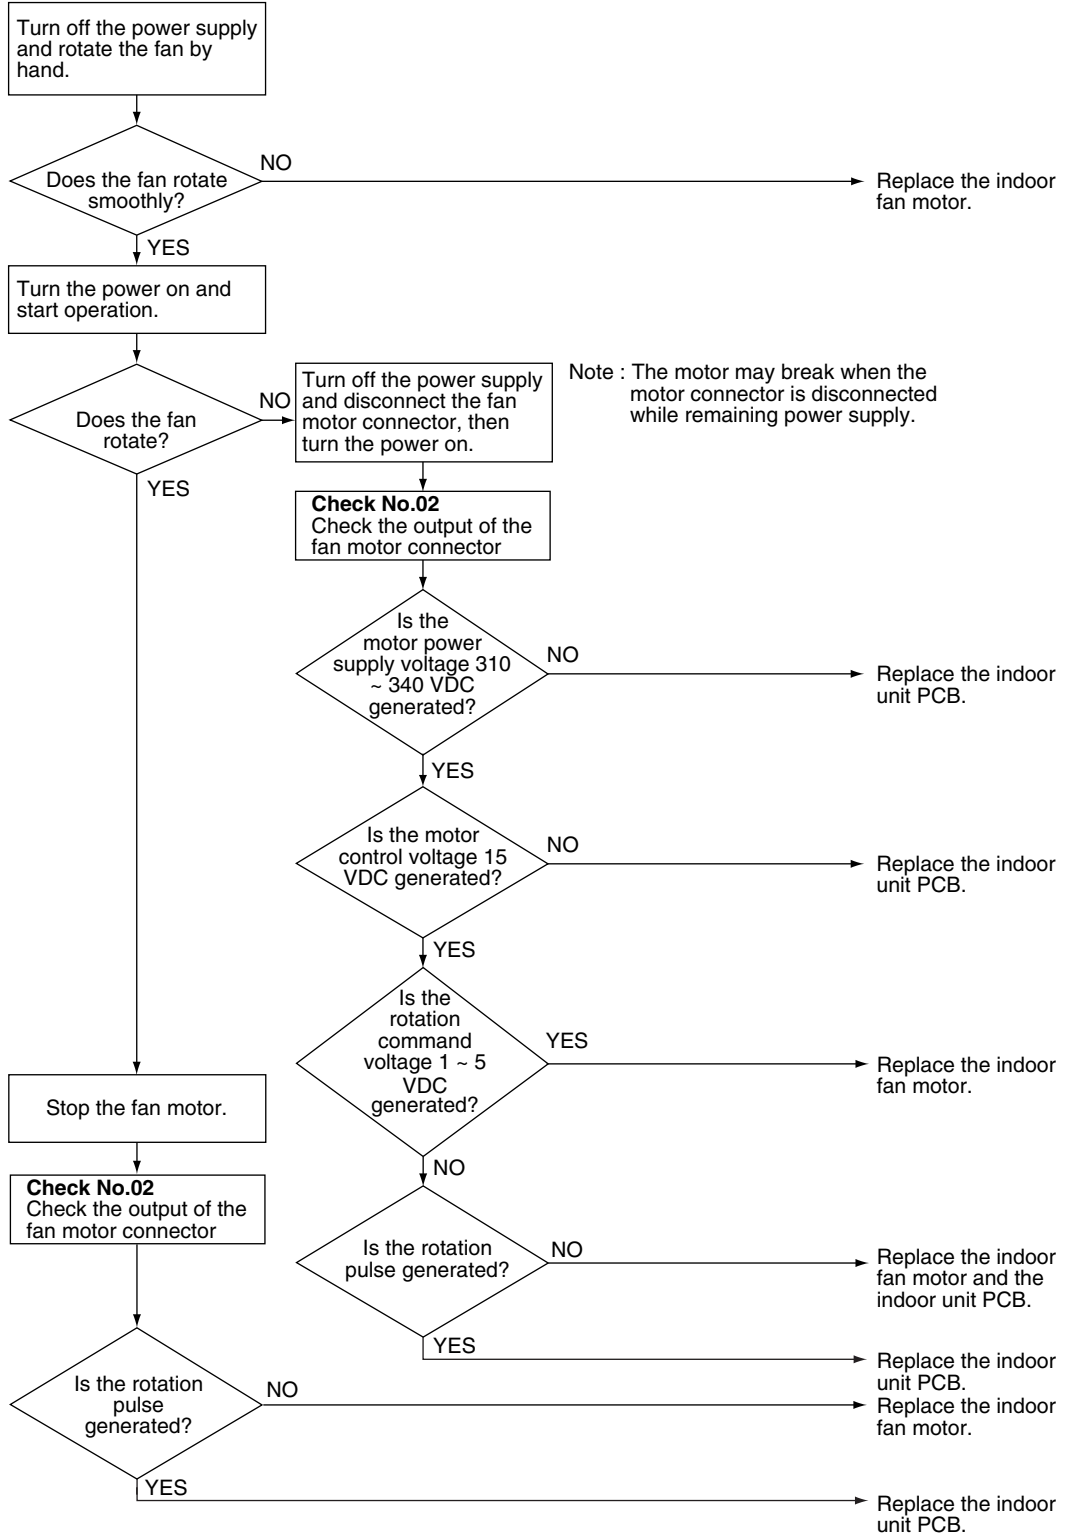 Turn off the power supply
and rotate the fan by
hand.
Does the fan rotate
smoothly?
NO
Replace the indoor
fan motor.
YES
Turn the power on and
start operation.
Does the fan
rotate?
NO
Turn off the power supply
and disconnect the fan
motor connector, then
turn the power on.
Note : The motor may break when the
motor connector is disconnected
while remaining power supply.
YES
Check No.02
Check the output of the
fan motor connector
Is the
motor power
supply voltage 310
~ 340 VDC
generated?
NO
Replace the indoor
unit PCB.
YES
Is the motor
control voltage 15
VDC generated?
NO
Replace the indoor
unit PCB.
YES
Is the
rotation
command
voltage 1 ~ 5
VDC
generated?
YES
Replace the indoor
fan motor.
NO
Is the rotation
pulse generated?
NO
Replace the indoor
fan motor and the
indoor unit PCB.
YES
Replace the indoor
unit PCB.
Stop the fan motor.
Check No.02
Check the output of the
fan motor connector
Is the rotation
pulse
generated?
NO
Replace the indoor
fan motor.
YES
Replace the indoor
unit PCB.